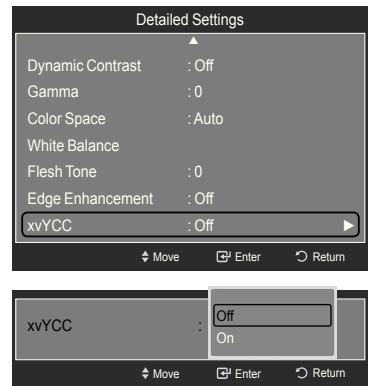 Detailed Settings
▲
Dynamic Contrast : Off
Gamma : 0
Color Space : Auto
White Balance
Flesh Tone : 0
Edge Enhancement : Off
xvYCC : Off ►
Move Enter Return
xvYCC : Off
On
Move Enter Return